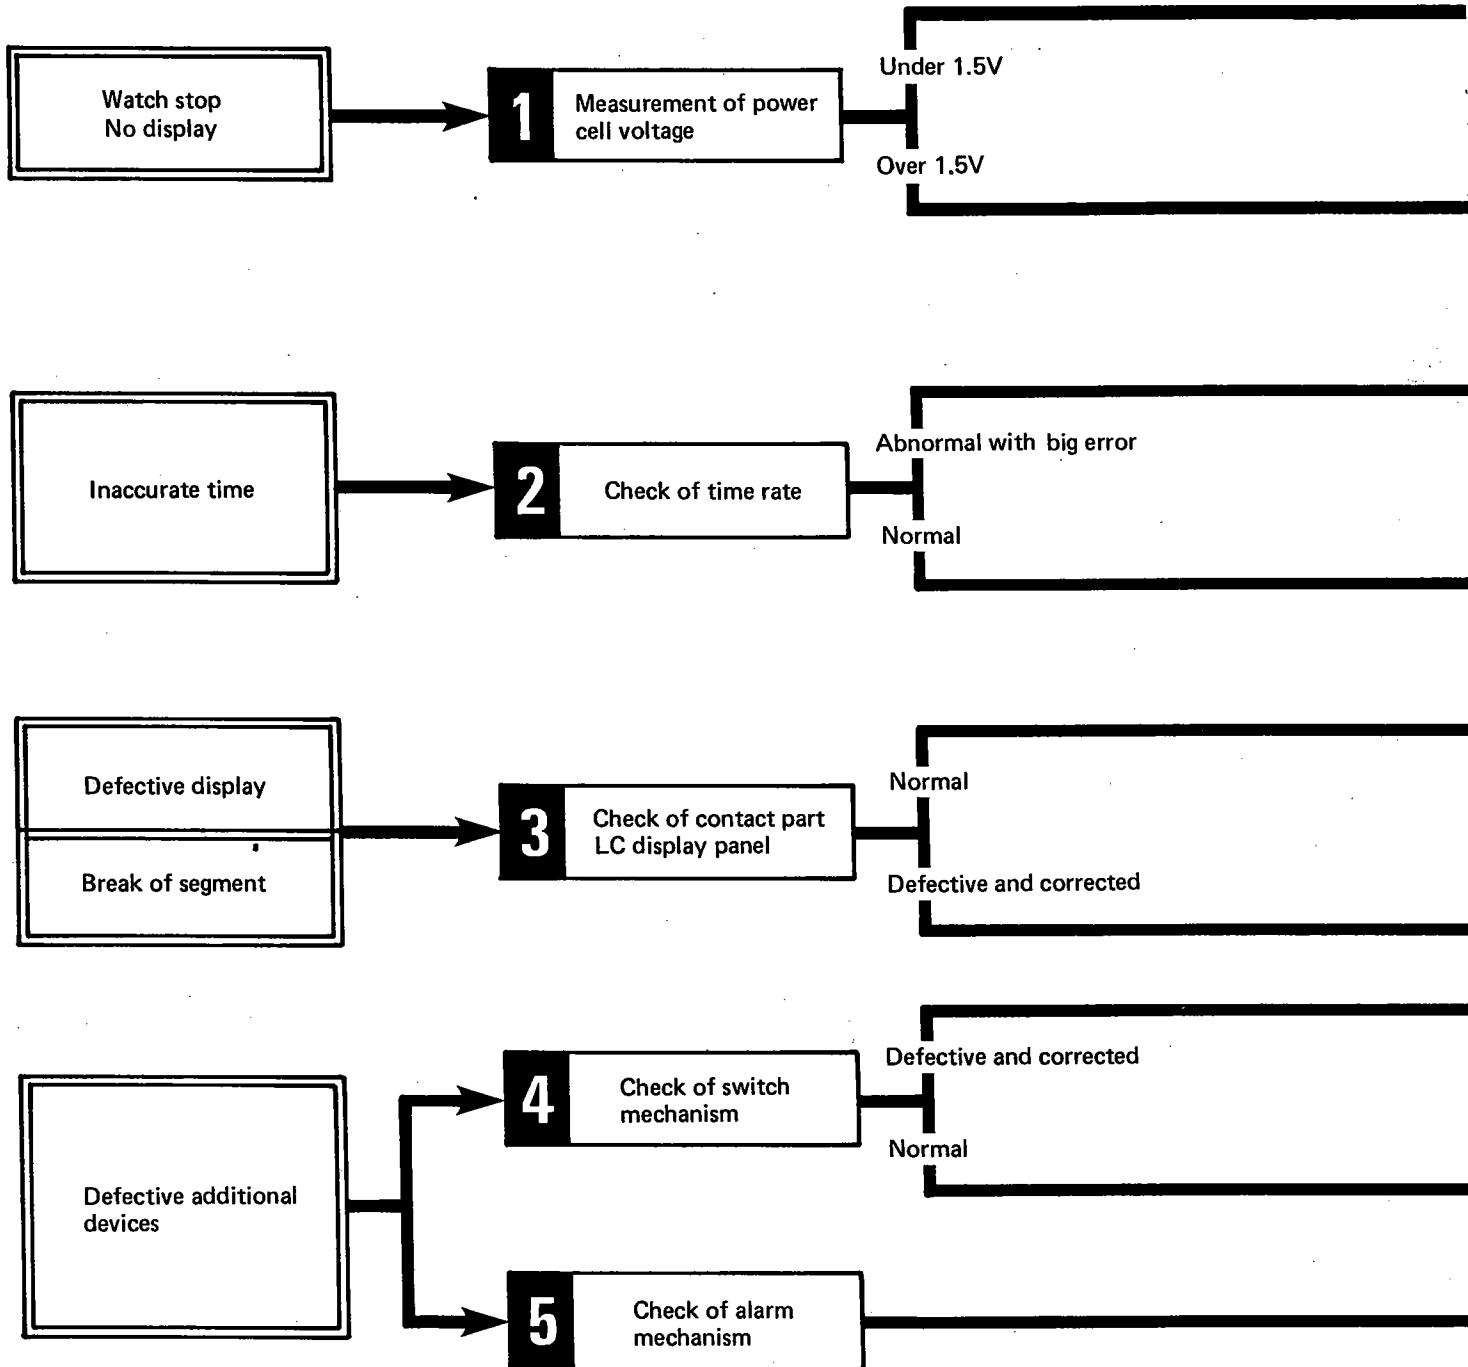 Watch stop
No display
1
Measurement of power
cell voltage
Under 1.5V
Over 1.5V
Inaccurate time
2
Check of time rate
Abnormal with big error
Normal
Defective display
Break of segment
3
Check of contact part
LC display panel
Normal
Defective and corrected
Defective additional
devices
4
Check of switch
mechanism
Defective and corrected
Normal
5
Check of alarm
mechanism